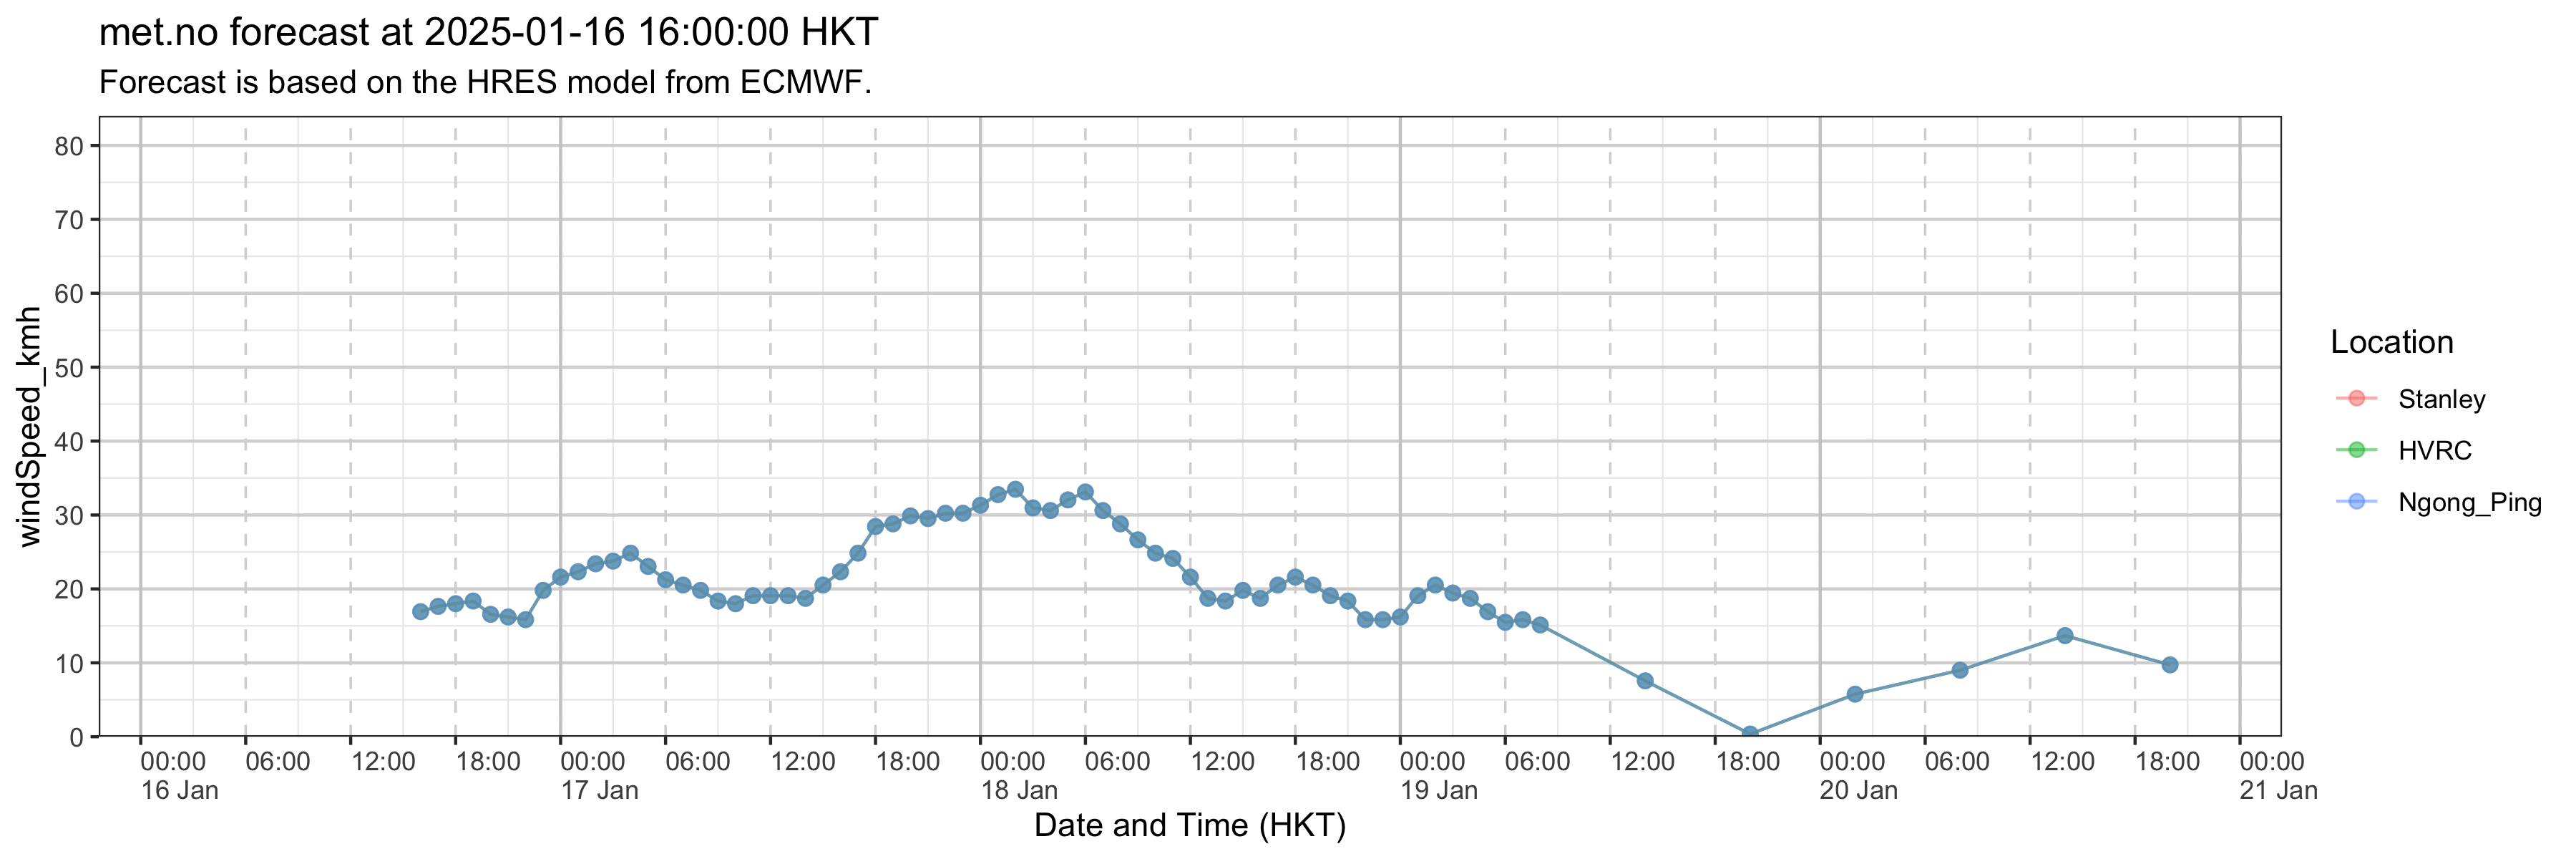 met.no forecast at 2025-01-16 16:00:00 HKT
Forecast is based on the HRES model from ECMWF.
windSpeed_kmh
80
70
60
50
40
30
20
10
0
00:00 06:00 12:00 18:00 00:00 06:00 12:00 18:00 00:00 06:00 12:00 18:00 00:00 06:00 12:00 18:00 00:00 06:00 12:00 18:00 00:00
16 Jan 17 Jan 18 Jan 19 Jan 20 Jan 21 Jan
Date and Time (HKT)
Location
Stanley
HVRC
Ngong_Ping